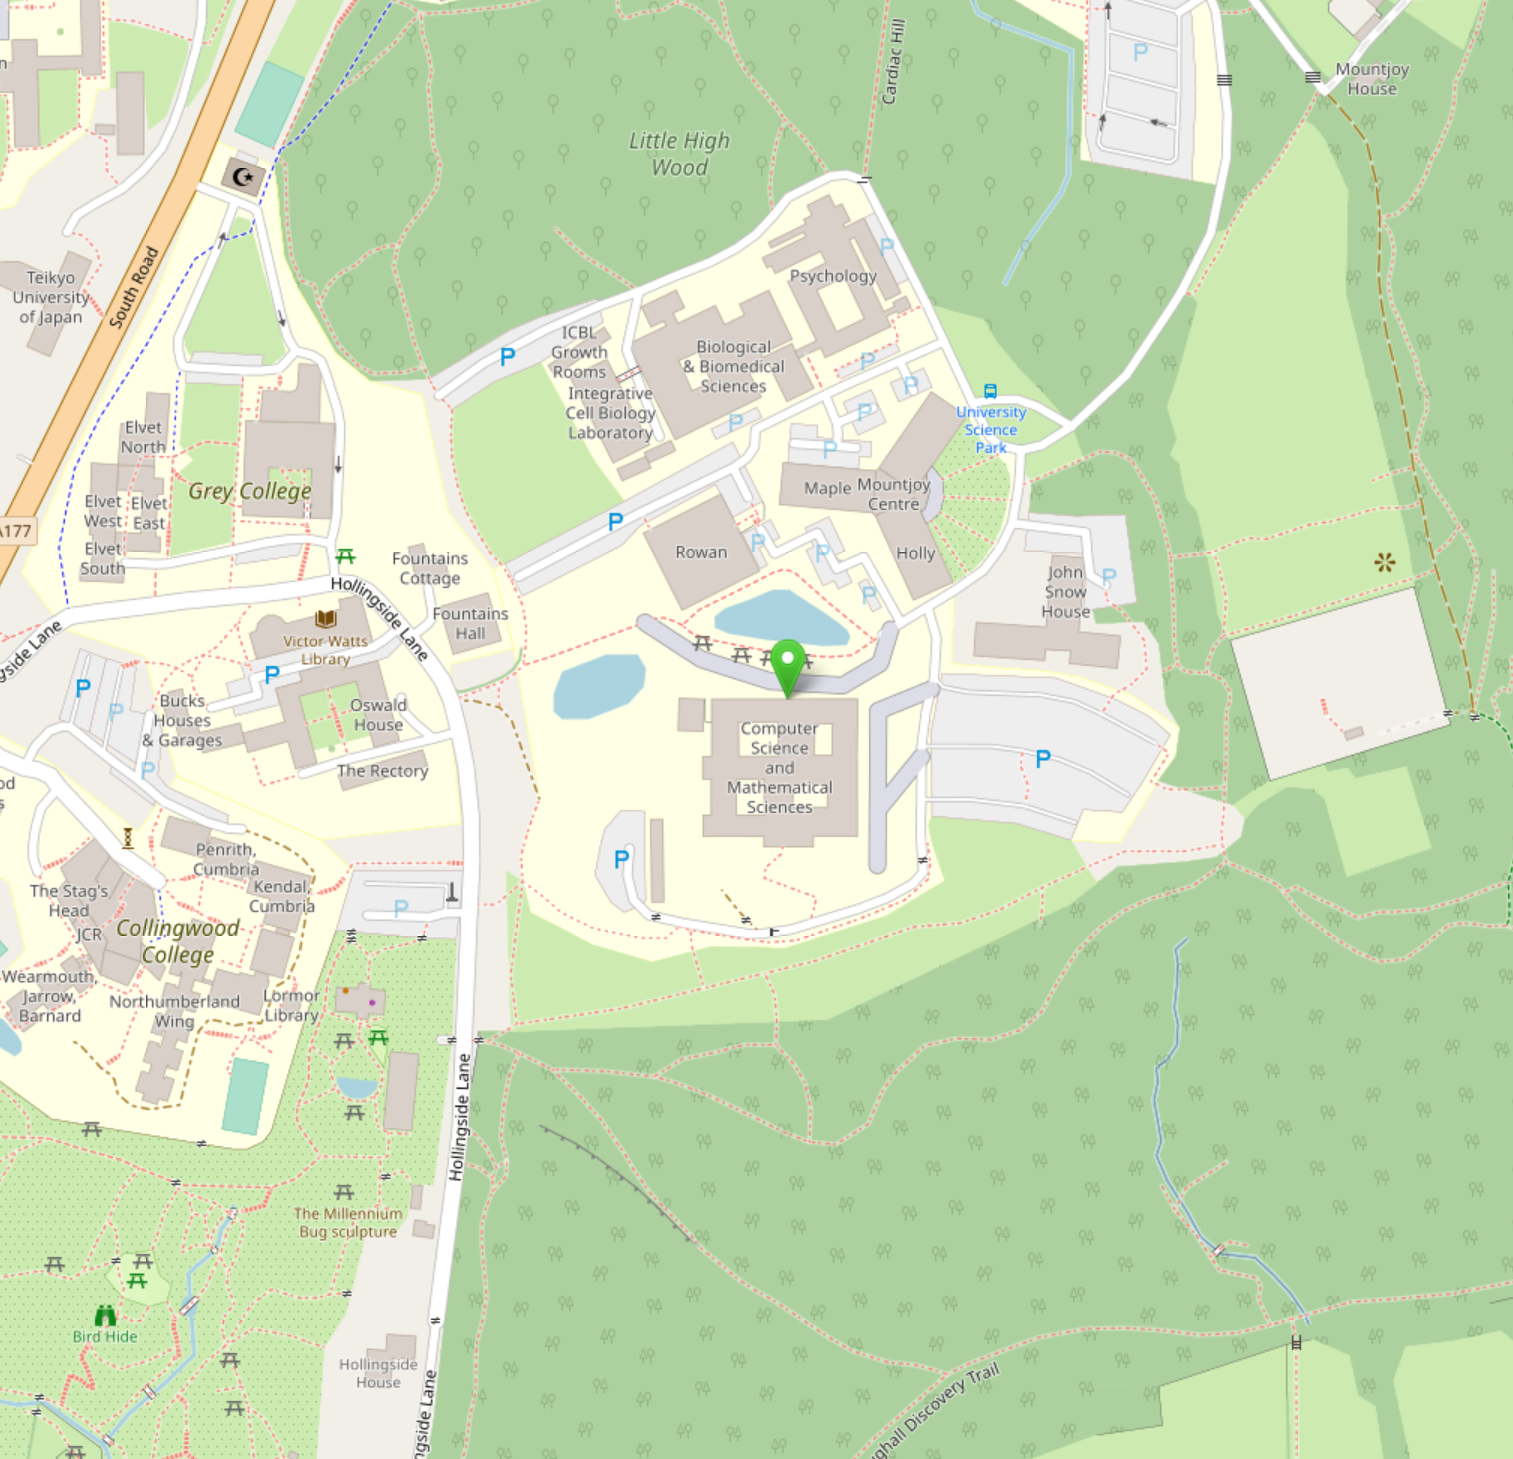 Cardiac Hill
Mountjoy
House
Little High
Wood
P
South Road
Teikyo
University
of Japan
Psychology
P
ICBL
Growth
Rooms
Biological
& Biomedical
Sciences
P
P
P
Integrative
Cell Biology
Laboratory
P
P
P
University
Science
Park
Elvet
North
Grey College
Elvet
West
Elvet
East
Elvet
South
A177
Maple
Mountjoy
Centre
P
Rowan
P
P
Holly
P
John
Snow
House
P
Fountains
Cottage
Fountains
Hall
Hollingside Lane
Victor Watts
Library
P
P
P
P
Bucks
Houses
& Garages
Oswald
House
The Rectory
Computer
Science
and
Mathematical
Sciences
P
P
P
Penrith,
Cumbria
Kendal,
Cumbria
The Stag's
Head
JCR
Collingwood
College
Wearmouth,
Jarrow,
Barnard
Northumberland
Wing
Lormor
Library
Hollingside Lane
The Millennium
Bug sculpture
Bird Hide
Hollingside
House
ngside Lane
ughall Discovery Trail